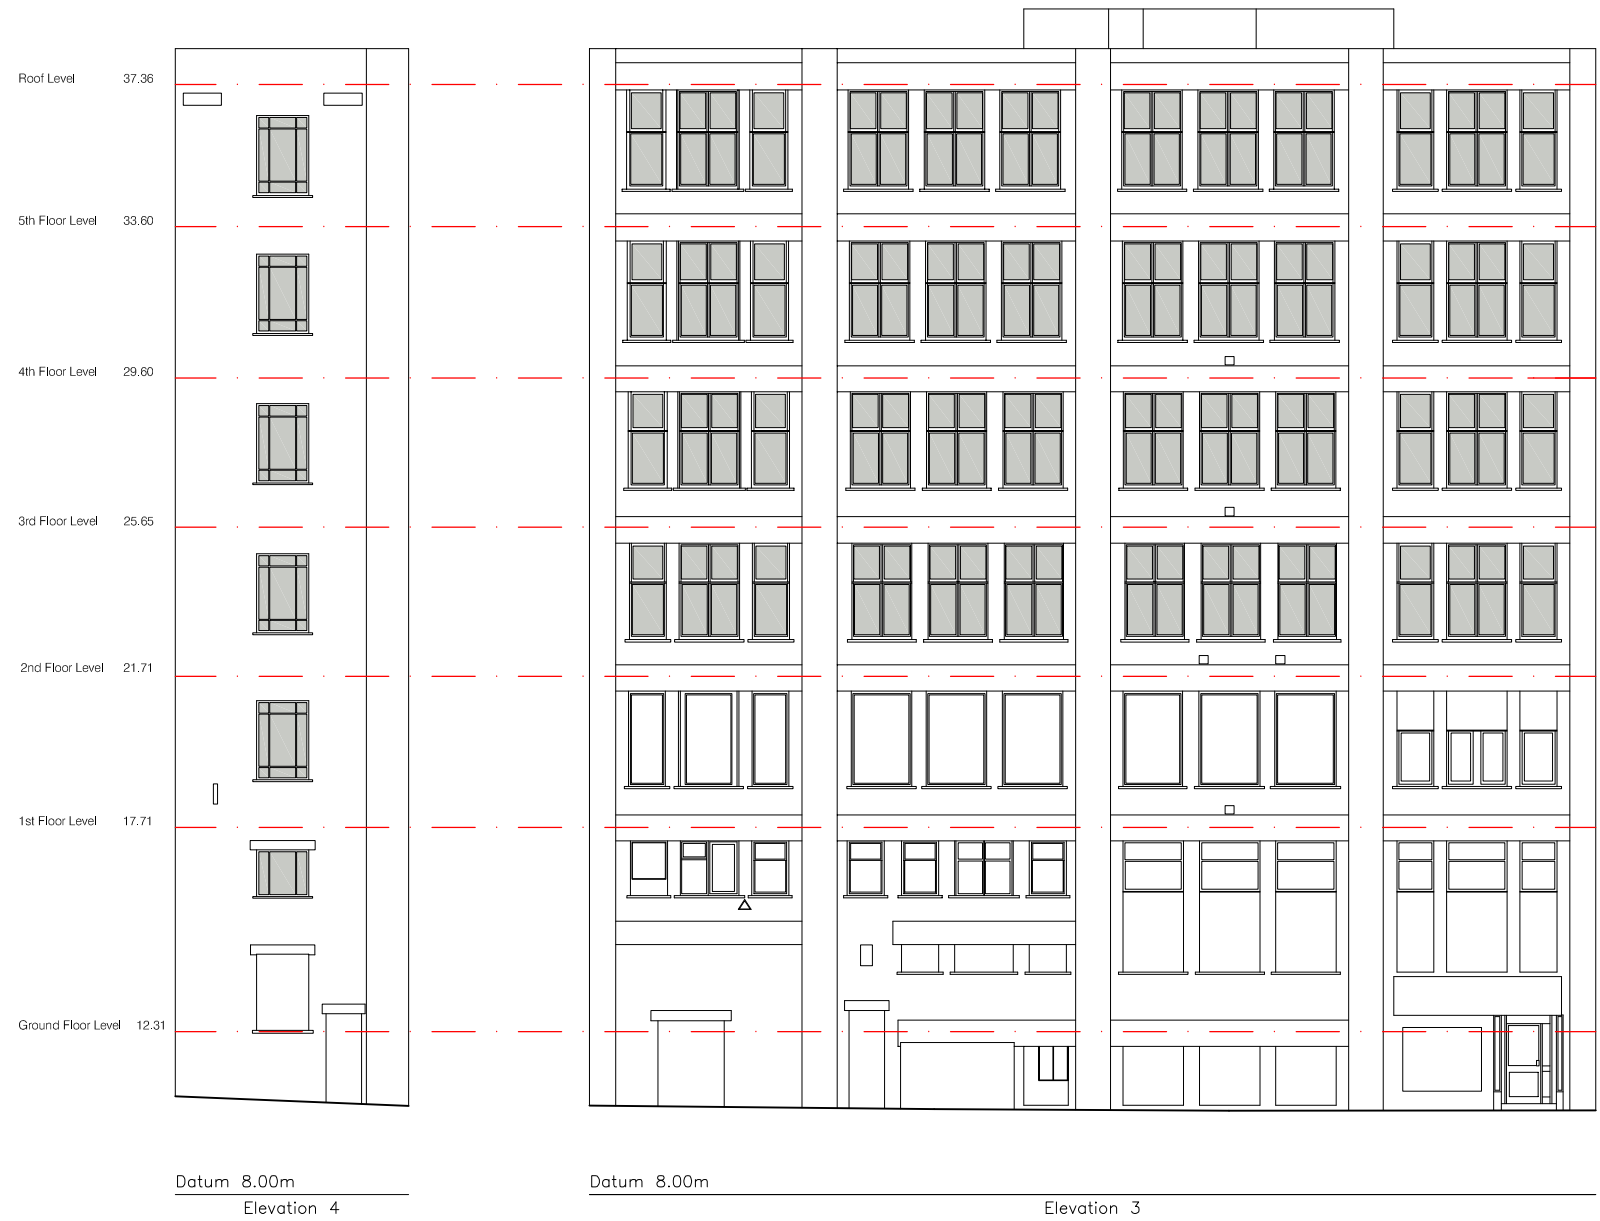 Roof Level 37.36
5th Floor Level 33.60
4th Floor Level 29.60
3rd Floor Level 25.65
2nd Floor Level 21.71
1st Floor Level 17.71
Ground Floor Level 12.31
Datum 8.00m
Elevation 4
Datum 8.00m
Elevation 3